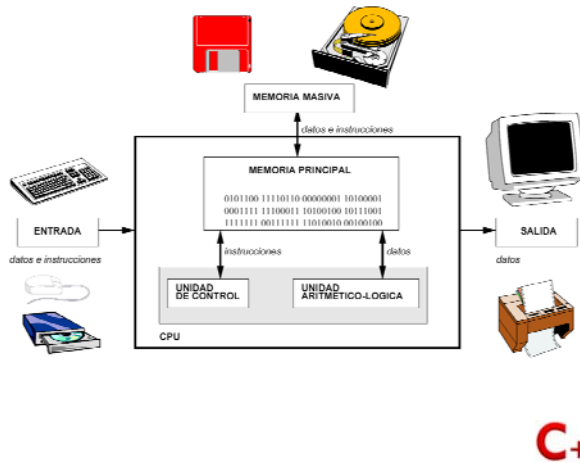 MEMORIA MASIVA
datos e instrucciones
MEMORIA PRINCIPAL
0101100 11110110 00000001 10100001
0001111 11100011 10100100 10111001
1111111 00111111 11010010 00100100
ENTRADA
SALIDA
datos e instrucciones
instrucciones
datos
datos
UNIDAD
DE CONTROL
UNIDAD
ARITMÉTICO-LOGICA
CPU
C+